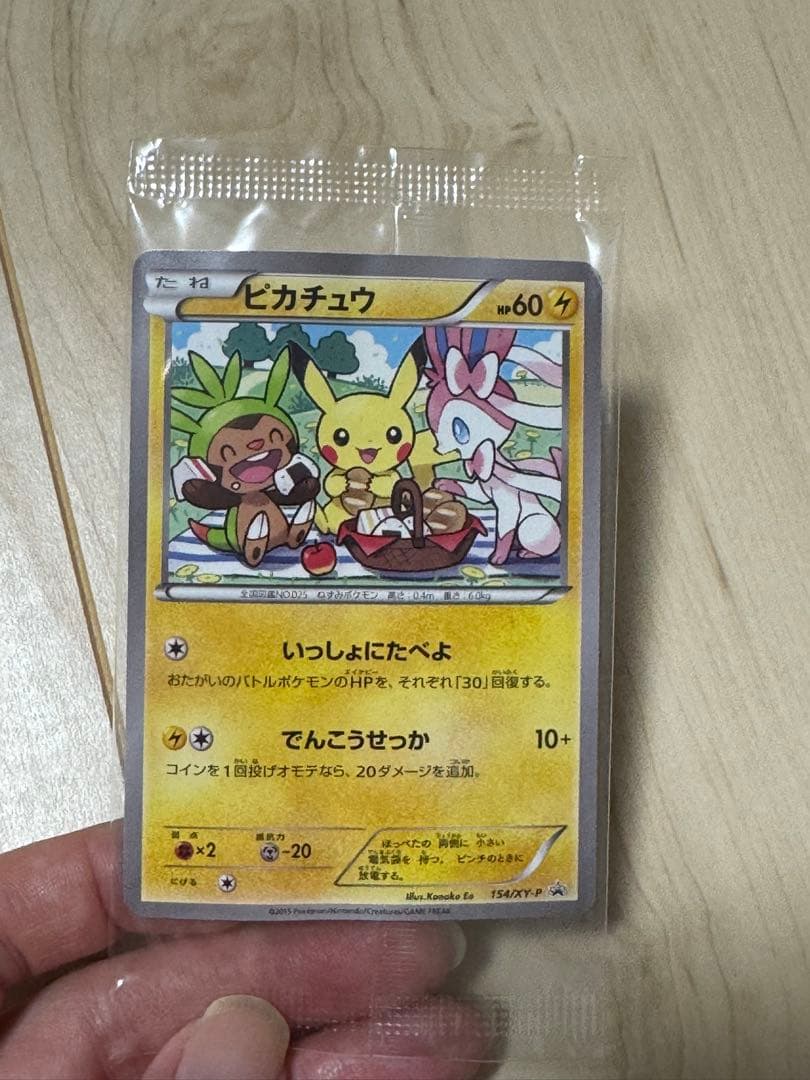 たね
ピカチュウ
HP60
全国図鑑NO.025 ねずみポケモン 高さ：0.4m 重さ：6.0kg
いっしょにたべよ
おたがいのバトルポケモンのHPを、それぞれ「30」回復する。
でんこうせっか 10+
コインを1回投げオモテなら、20ダメージを追加。
弱点 ×2 抵抗力 -20
にげる
ほっぺたの 両側に 小さい
電気袋を 持つ。 ピンチのときに
放電する。
Illus.Kanako Eo 154/XY-P
©2015 Pokémon/Nintendo/Creatures/GAME FREAK